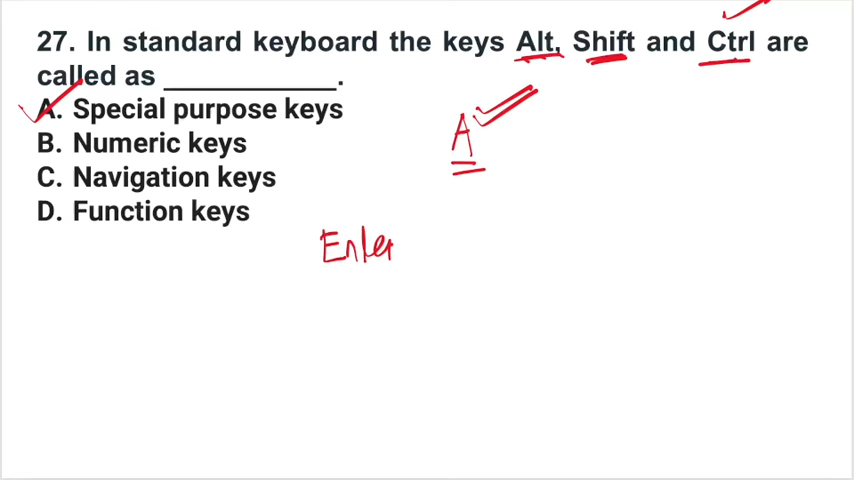 27. In standard keyboard the keys Alt, Shift and Ctrl are
called as ____________.
A. Special purpose keys
A
B. Numeric keys
C. Navigation keys
D. Function keys
Enter